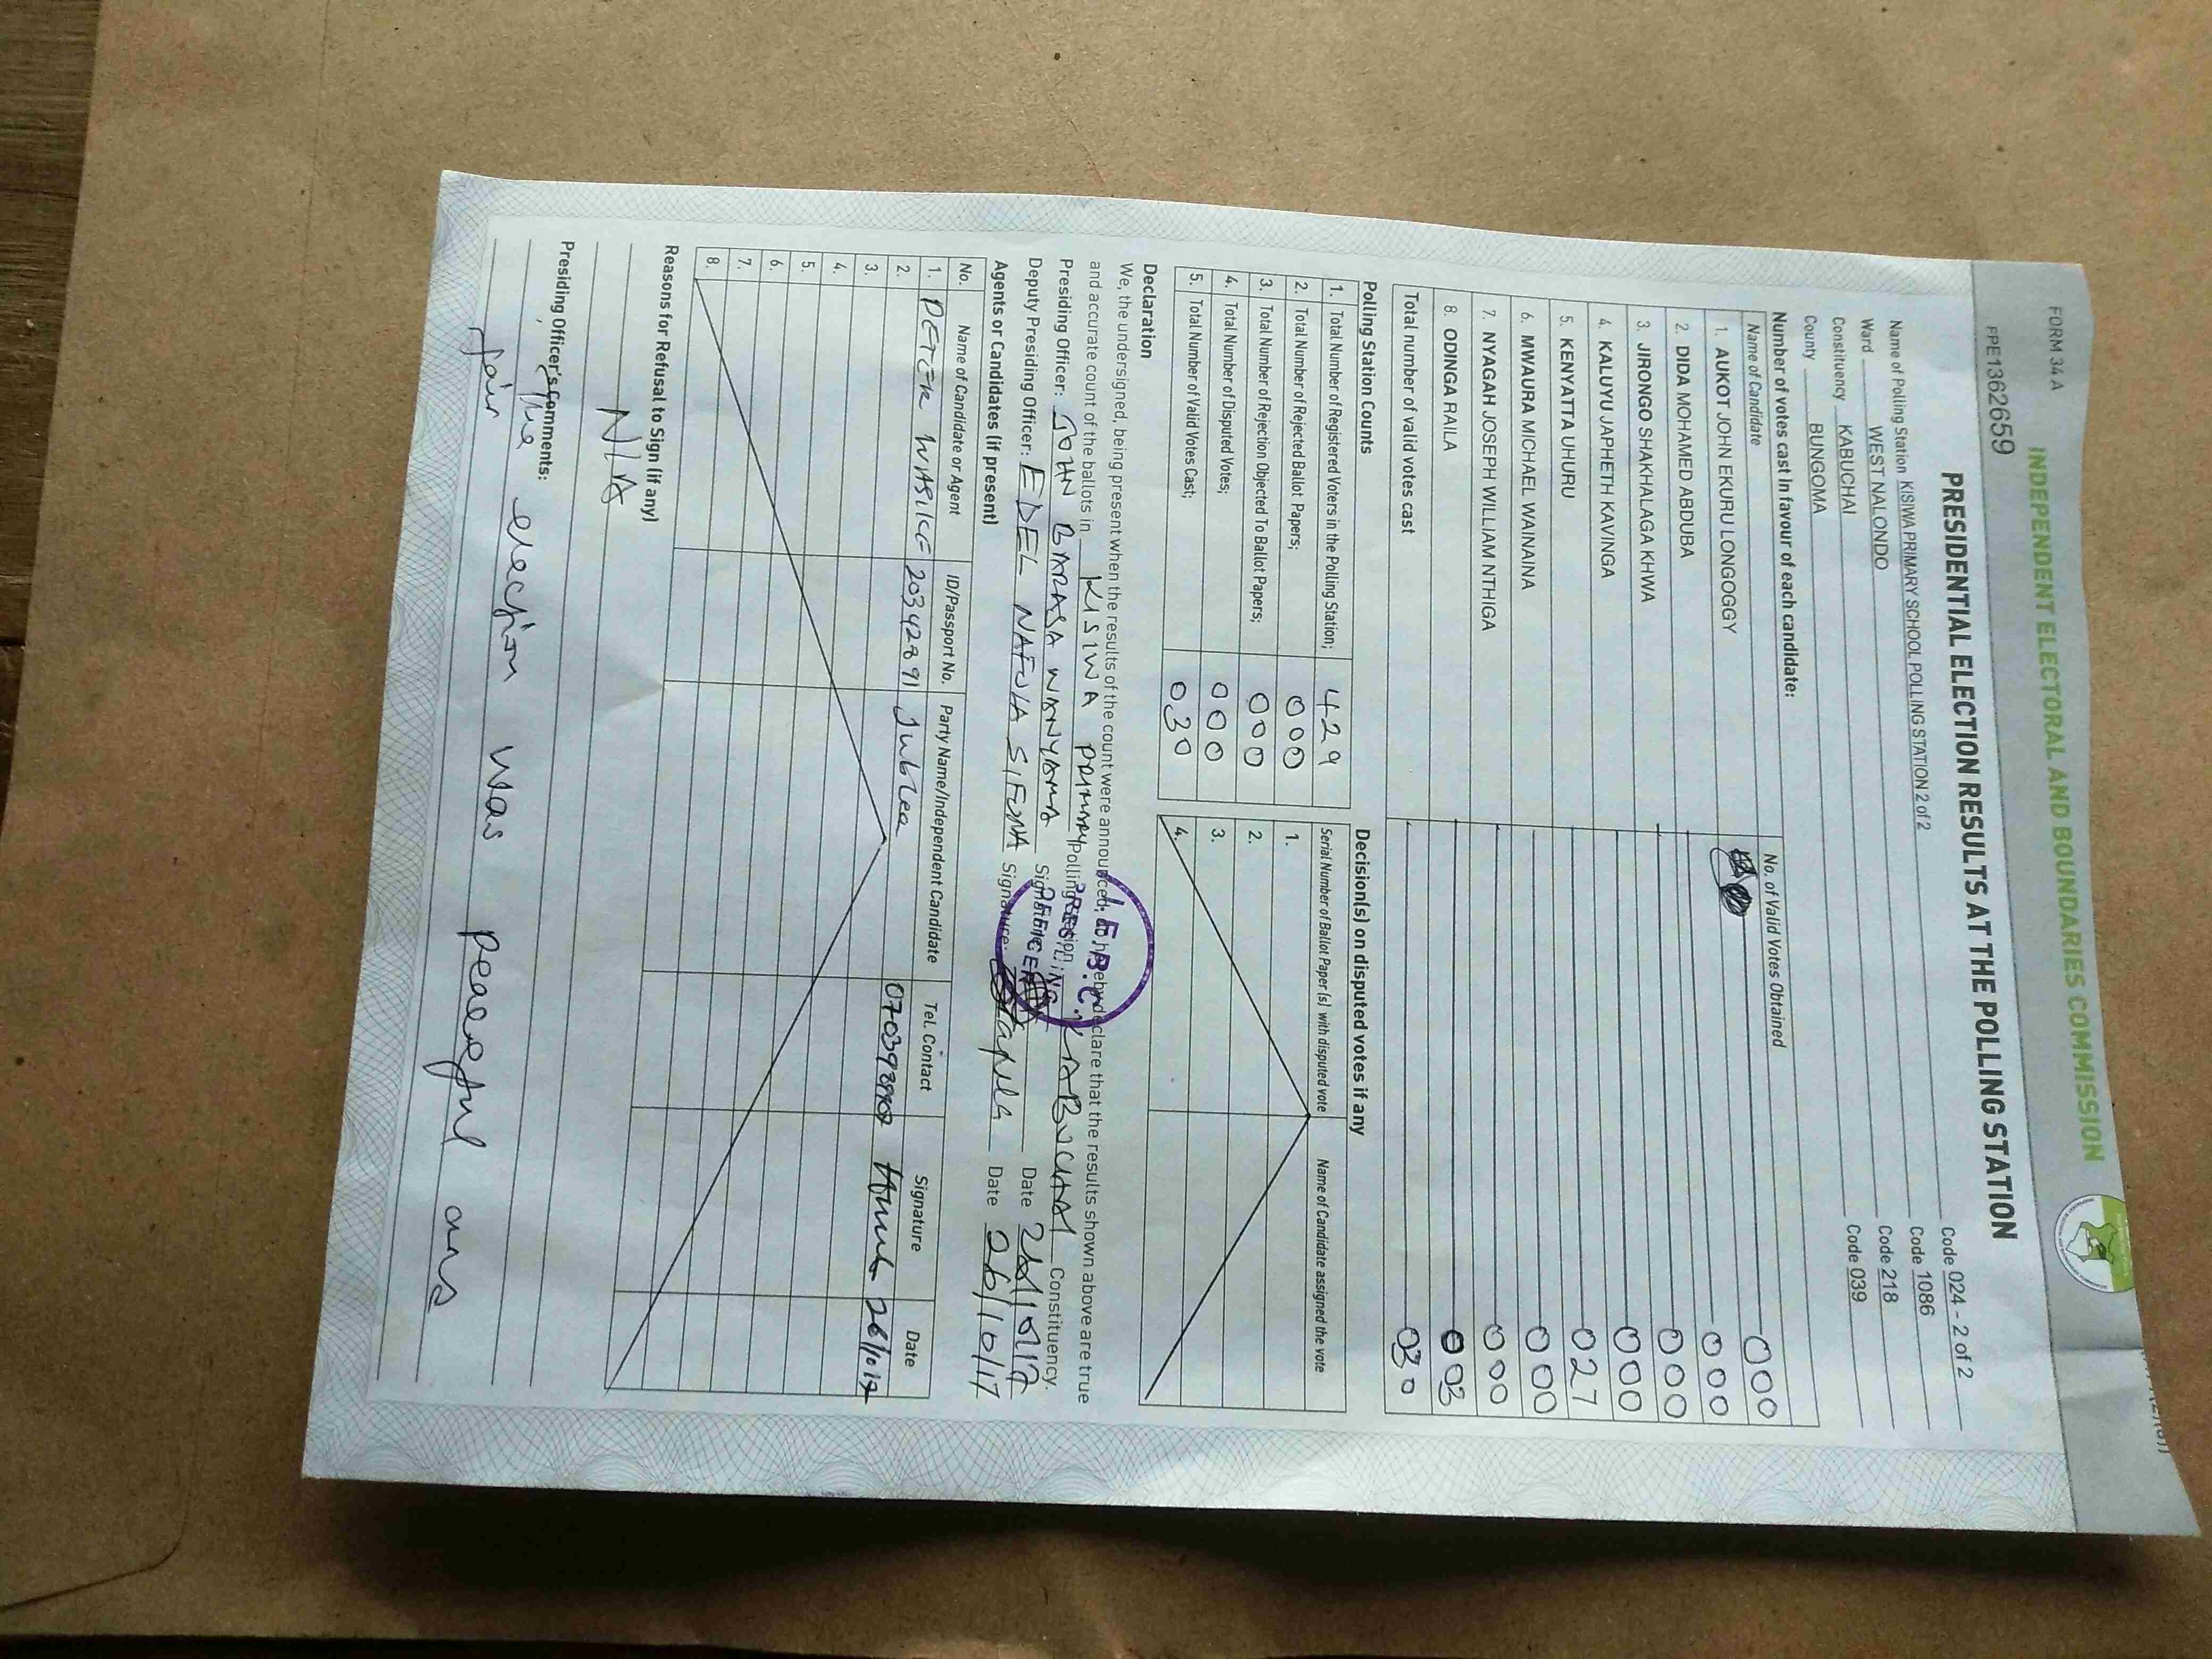 FORM 34 A
INDEPENDENT ELECTORAL AND BOUNDARIES COMMISSION
FPE1362659
PRESIDENTIAL ELECTION RESULTS AT THE POLLING STATION
Name of Polling Station KISIWA PRIMARY SCHOOL POLLING STATION 2 of 2 Code 024 - 2 of 2
Ward WEST NALONDO Code 1086
Constituency KABUCHAI Code 218
County BUNGOMA Code 039
Number of votes cast in favour of each candidate:
Name of Candidate No. of Valid Votes Obtained
1. AUKOT JOHN EKURU LONGOGGY 000
2. DIDA MOHAMED ABDUBA 000
3. JIRONGO SHAKHALAGA KHWA 000
4. KALUYU JAPHETH KAVINGA 000
5. KENYATTA UHURU 027
6. MWAURA MICHAEL WAINAINA 000
7. NYAGAH JOSEPH WILLIAM NTHIGA 000
8. ODINGA RAILA 003
Total number of valid votes cast 030
Polling Station Counts
1. Total Number of Registered Voters in the Polling Station; 429
2. Total Number of Rejected Ballot Papers; 000
3. Total Number of Rejection Objected To Ballot Papers; 000
4. Total Number of Disputed Votes; 000
5. Total Number of Valid Votes Cast; 030
Decision(s) on disputed votes if any
Serial Number of Ballot Paper (s) with disputed vote Name of Candidate assigned the vote
1.
2.
3.
4.
Declaration
We, the undersigned, being present when the results of the count were announced, do hereby declare that the results shown above are true
and accurate count of the ballots in KISIWA PRIMARY Polling Station KABUCHAI Constituency.
Presiding Officer: JOHN BARASA WANYAMA Signature: Date 26/10/17
Deputy Presiding Officer: EDEL NAFULA SIFUNA Signature: Date 26/10/17
I.E.B.C.
PRESIDING
OFFICER
Agents or Candidates (if present)
No. Name of Candidate or Agent ID/Passport No. Party Name/Independent Candidate Tel. Contact Signature Date
1. PETER WASIKE 20342891 Jubilee 26/10/17
2.
3.
4.
5.
6.
7.
8.
Reasons for Refusal to Sign (if any)
N/A
Presiding Officer's Comments:
The election was peaceful and
fair